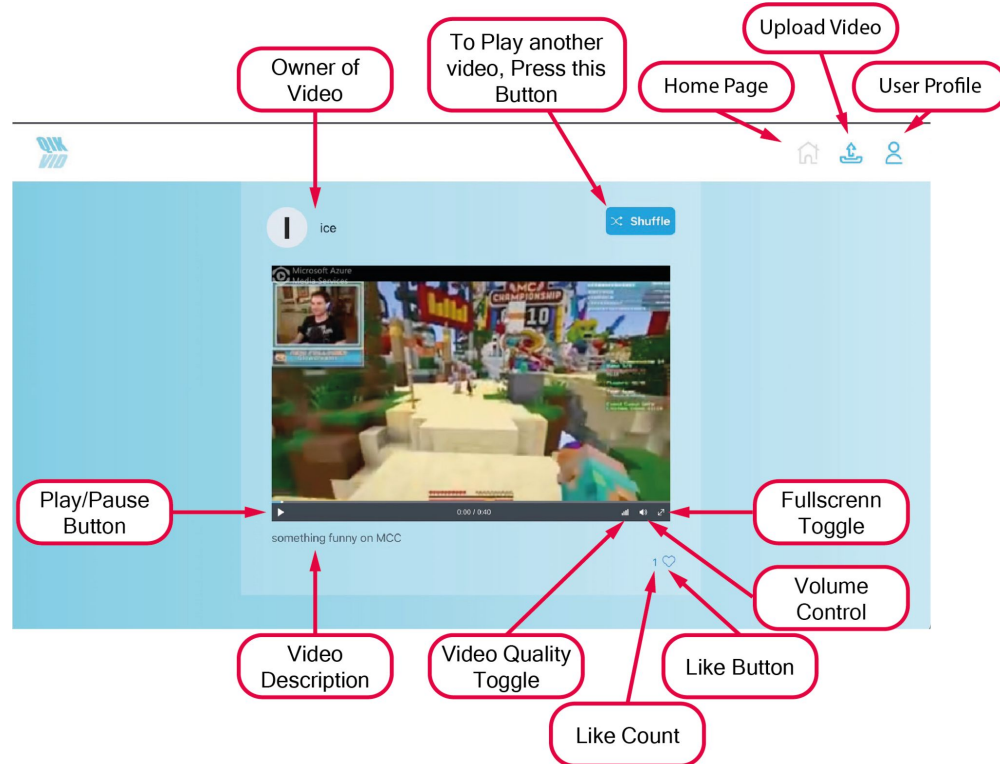 Upload Video
To Play another
video, Press this
Button
Owner of
Video
Home Page
User Profile
QIK
VID
I
ice
Shuffle
Microsoft Azure
Media Services
MC
CHAMPIONSHIP
10
Play/Pause
Button
0:00 / 0:40
Fullscrenn
Toggle
something funny on MCC
1
Volume
Control
Video
Description
Video Quality
Toggle
Like Button
Like Count